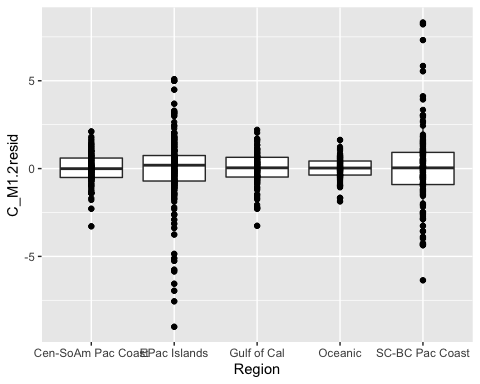 C_M1.2resid
5
0
-5
Cen-SoAm Pac Coast EPac Islands Gulf of Cal Oceanic SC-BC Pac Coast
Region